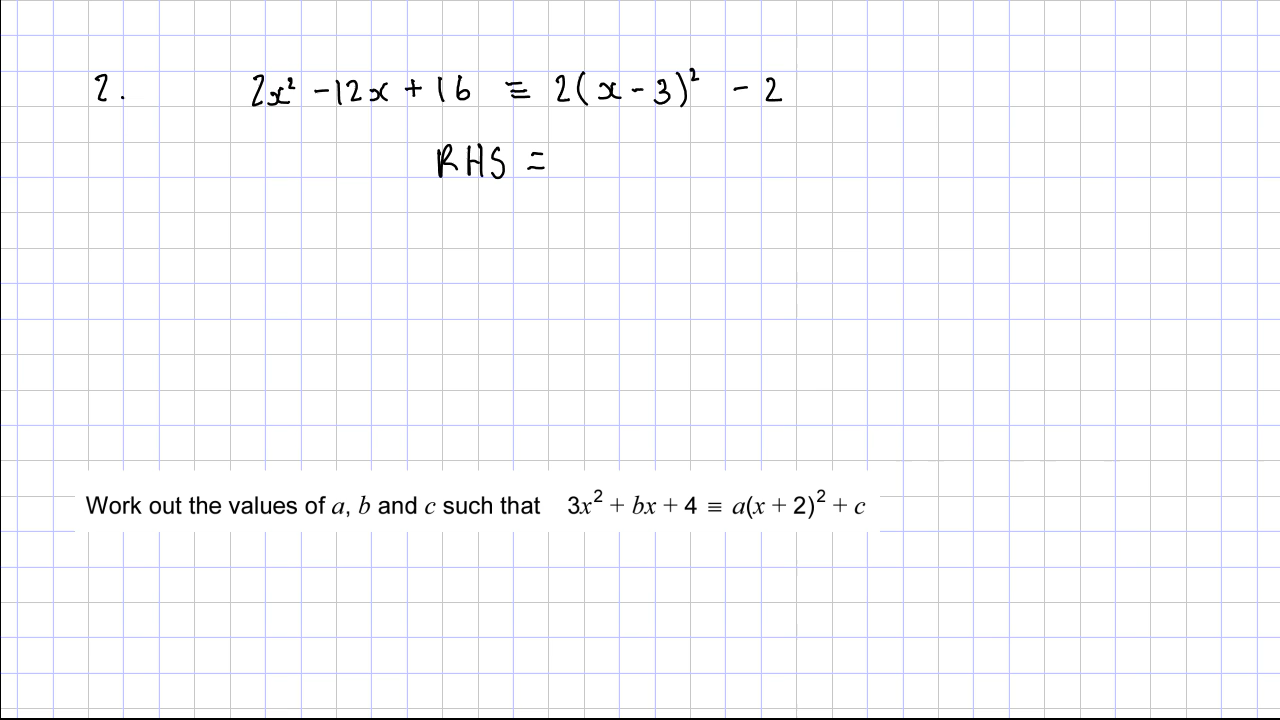 2. 2x² - 12x + 16 ≡ 2(x - 3)² - 2
RHS =
Work out the values of a, b and c such that 3x² + bx + 4 ≡ a(x + 2)² + c